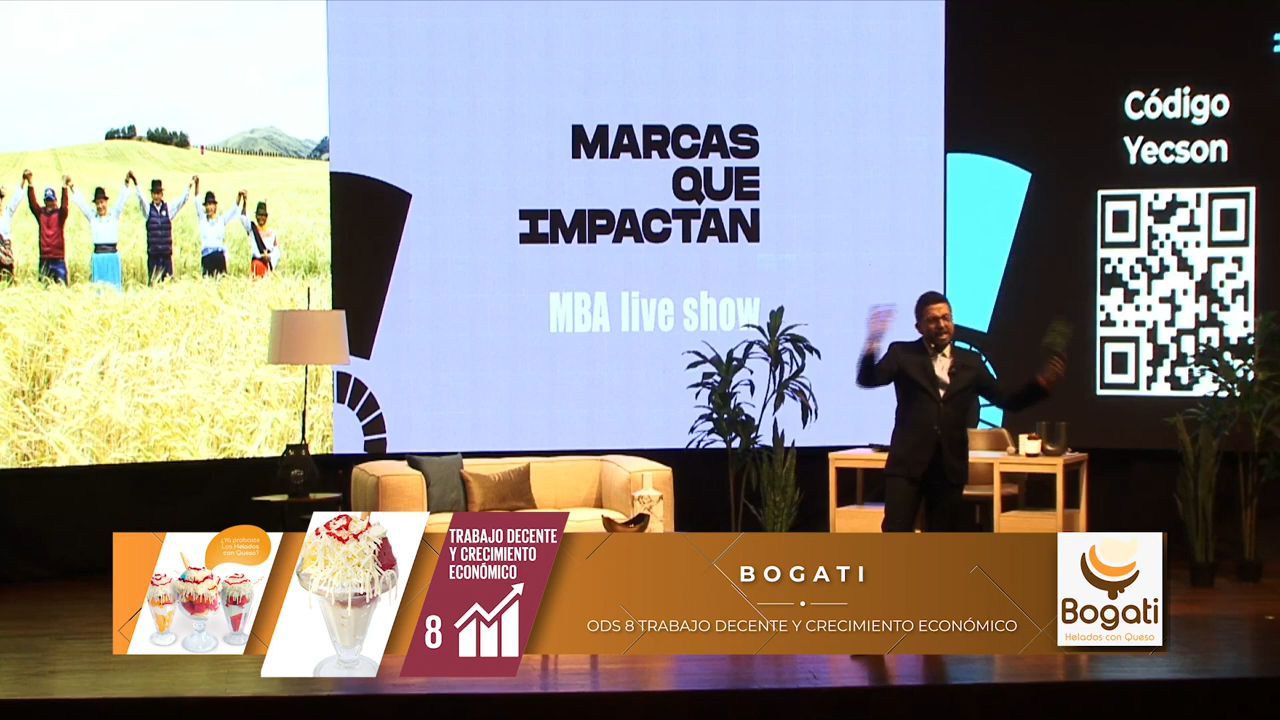 MARCAS
QUE
IMPACTAN
MBA live show
Código
Yecson
¿Ya probaste
Los Helados
con Queso?
TRABAJO DECENTE
Y CRECIMIENTO
ECONÓMICO
8
BOGATI
ODS 8 TRABAJO DECENTE Y CRECIMIENTO ECONÓMICO
Bogati
Helados con Queso